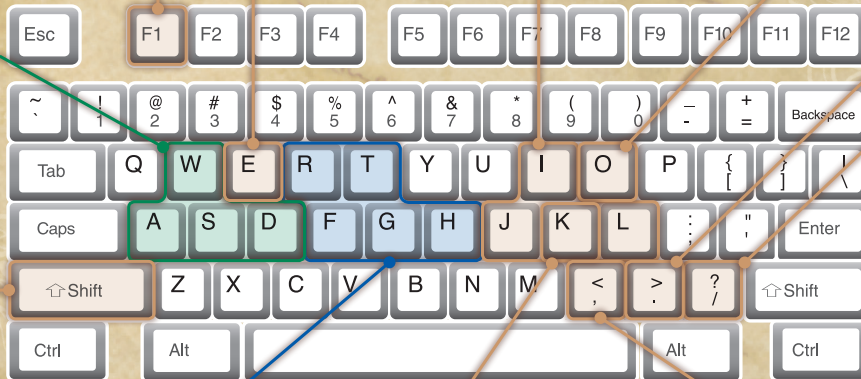 Esc F1 F2 F3 F4 F5 F6 F7 F8 F9 F10 F11 F12
~ ! @ # $ % ^ & * ( ) _ +
` 1 2 3 4 5 6 7 8 9 0 - = Backspace
Tab Q W E R T Y U I O P { [ } ] | \
Caps A S D F G H J K L : ; " ' Enter
Shift Z X C V B N M < , > . ? / Shift
Ctrl Alt Alt Ctrl